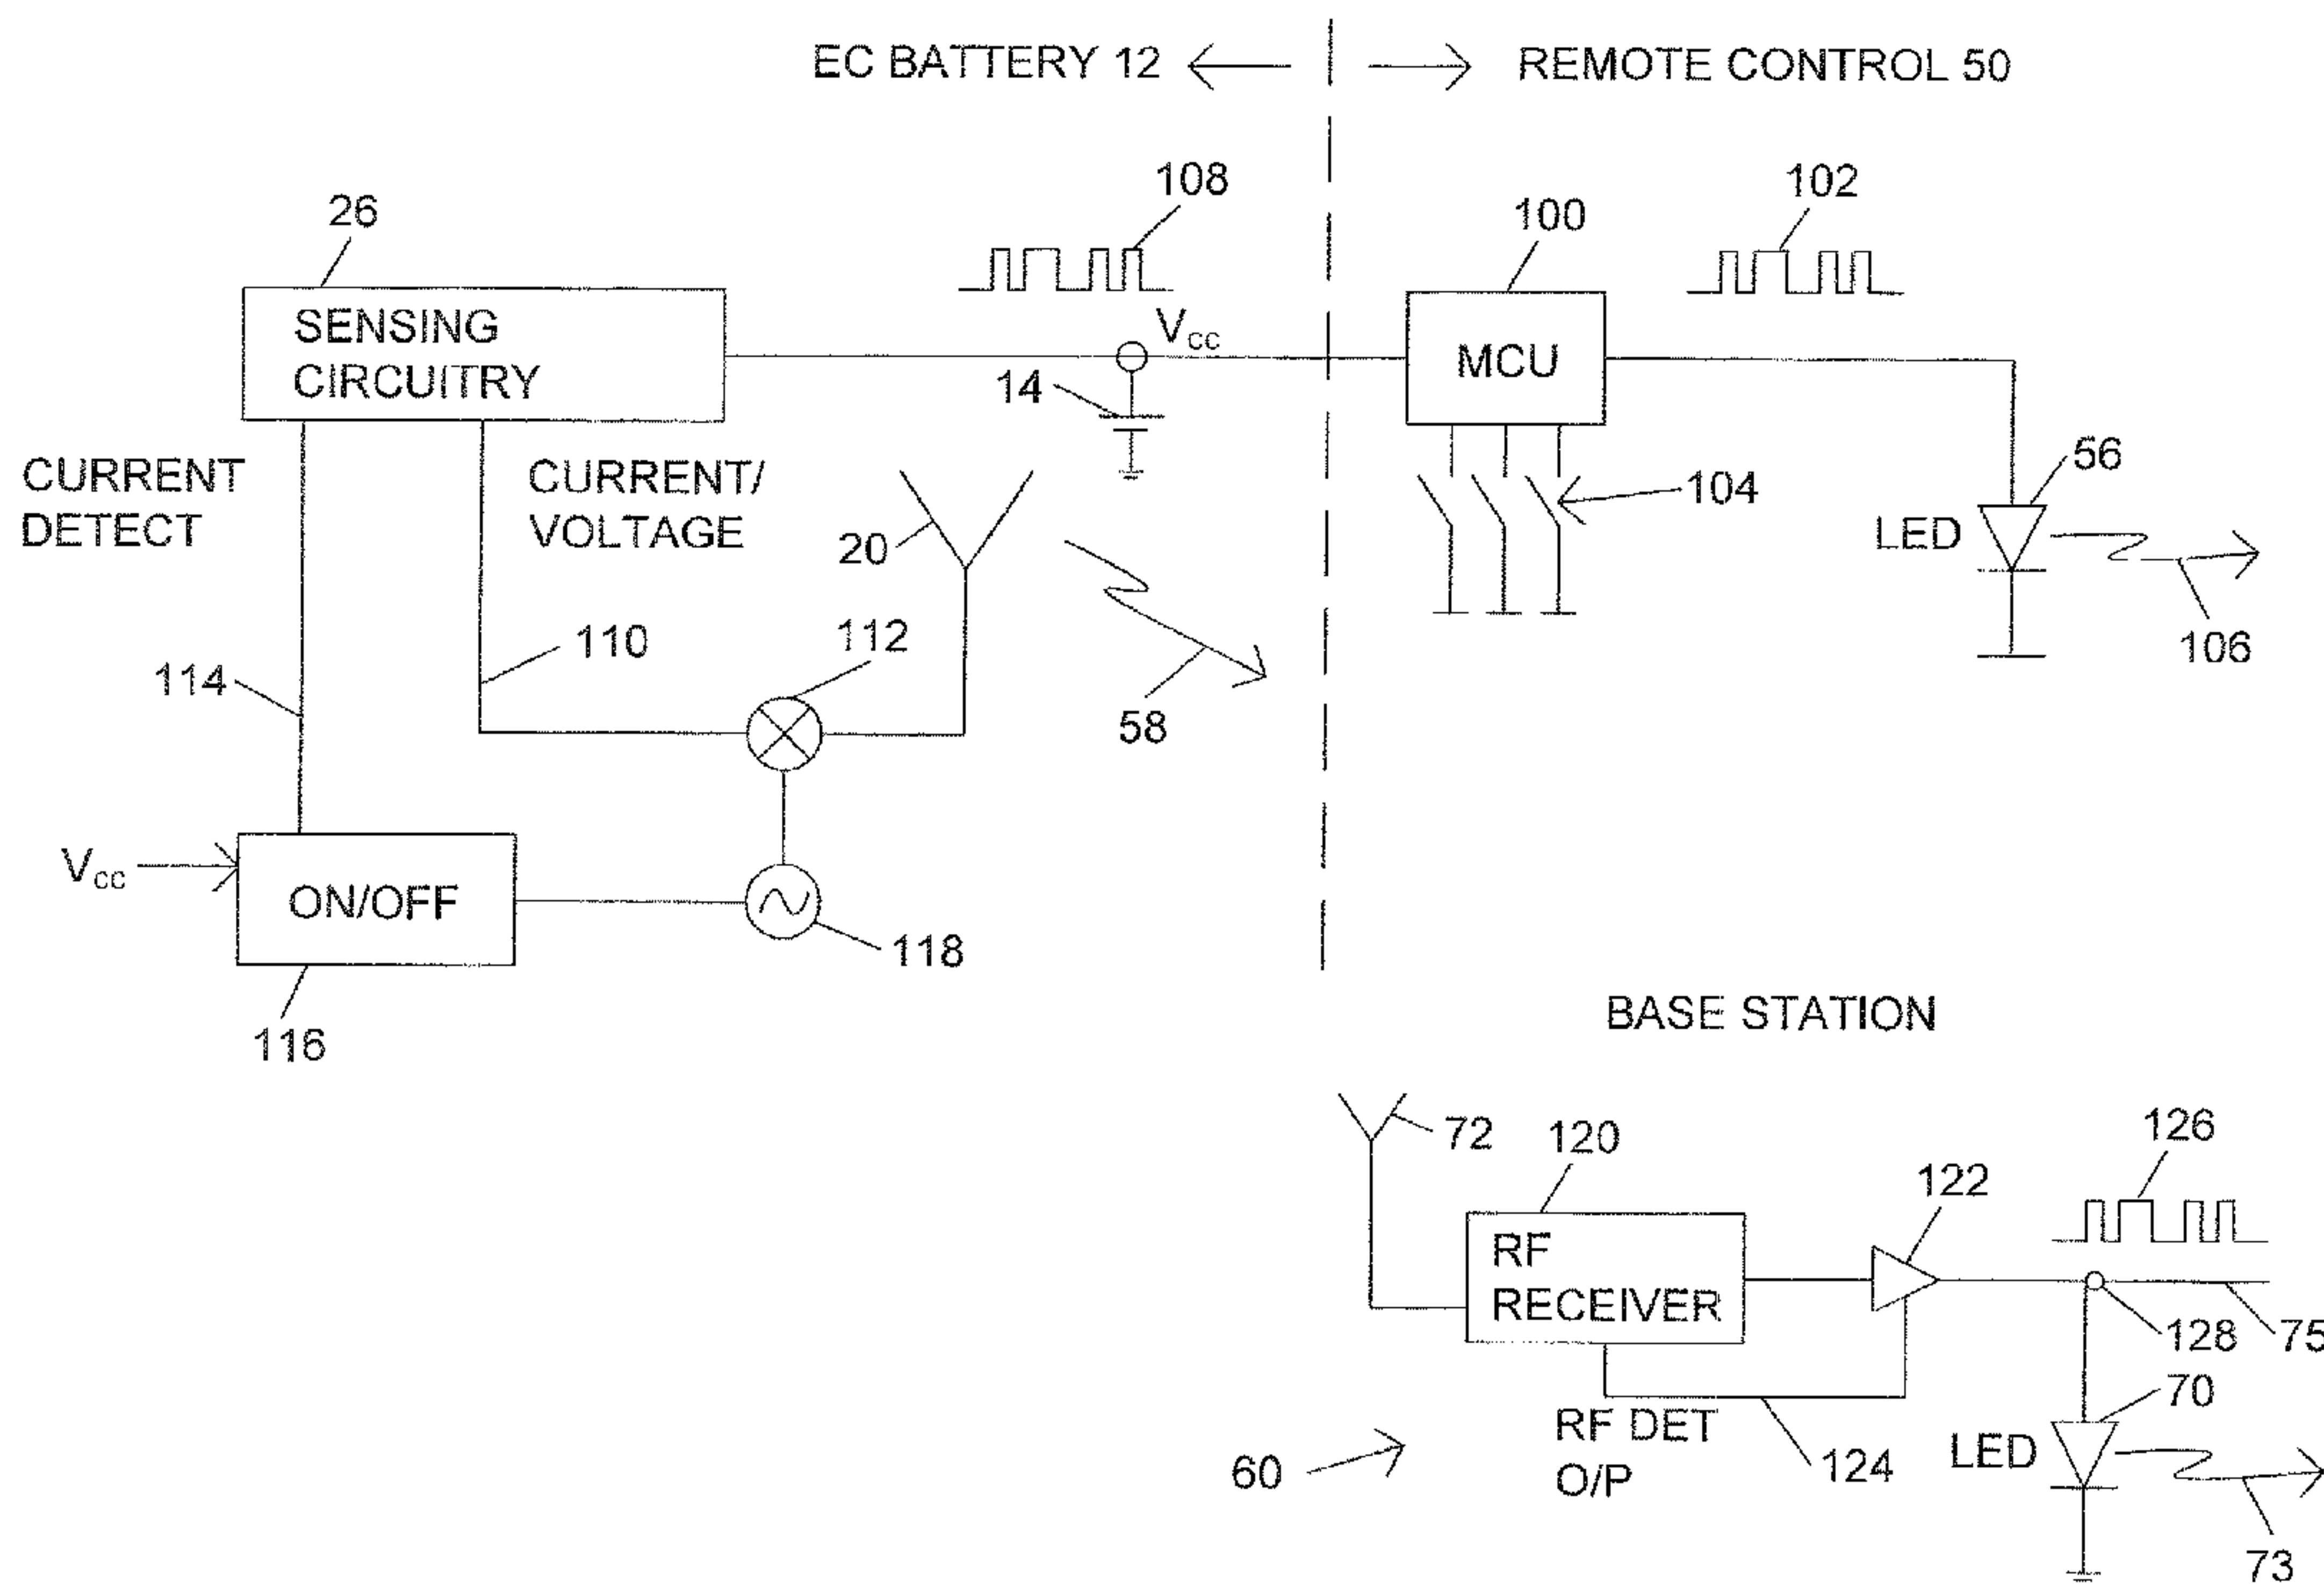 EC BATTERY 12
REMOTE CONTROL 50
108
102
26
100
SENSING
CIRCUITRY
Vcc
14
MCU
CURRENT
DETECT
CURRENT/
VOLTAGE
20
104
56
LED
106
110
112
114
58
Vcc
ON/OFF
118
116
BASE STATION
72
120
126
122
RF
RECEIVER
128
75
70
RF DET
O/P
124
LED
60
73